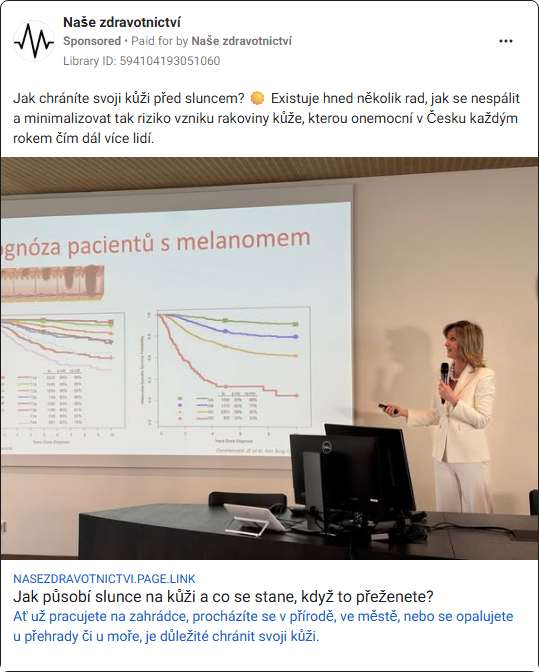 Naše zdravotnictví
Sponsored • Paid for by Naše zdravotnictví
Library ID: 594104193051060
Jak chráníte svoji kůži před sluncem? 🌞 Existuje hned několik rad, jak se nespálit
a minimalizovat tak riziko vzniku rakoviny kůže, kterou onemocní v Česku každým
rokem čím dál více lidí.
ognóza pacientů s melanomem
DELL
NASEZDRAVOTNICTVI.PAGE.LINK
Jak působí slunce na kůži a co se stane, když to přeženete?
Ať už pracujete na zahrádce, procházíte se v přírodě, ve městě, nebo se opalujete
u přehrady či u moře, je důležité chránit svoji kůži.